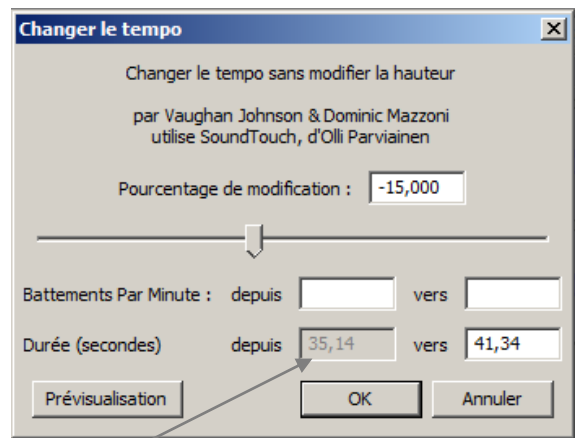 Changer le tempo
Changer le tempo sans modifier la hauteur
par Vaughan Johnson & Dominic Mazzoni
utilise SoundTouch, d'Olli Parviainen
Pourcentage de modification : -15,000
Battements Par Minute : depuis vers
Durée (secondes) depuis 35,14 vers 41,34
Prévisualisation OK Annuler